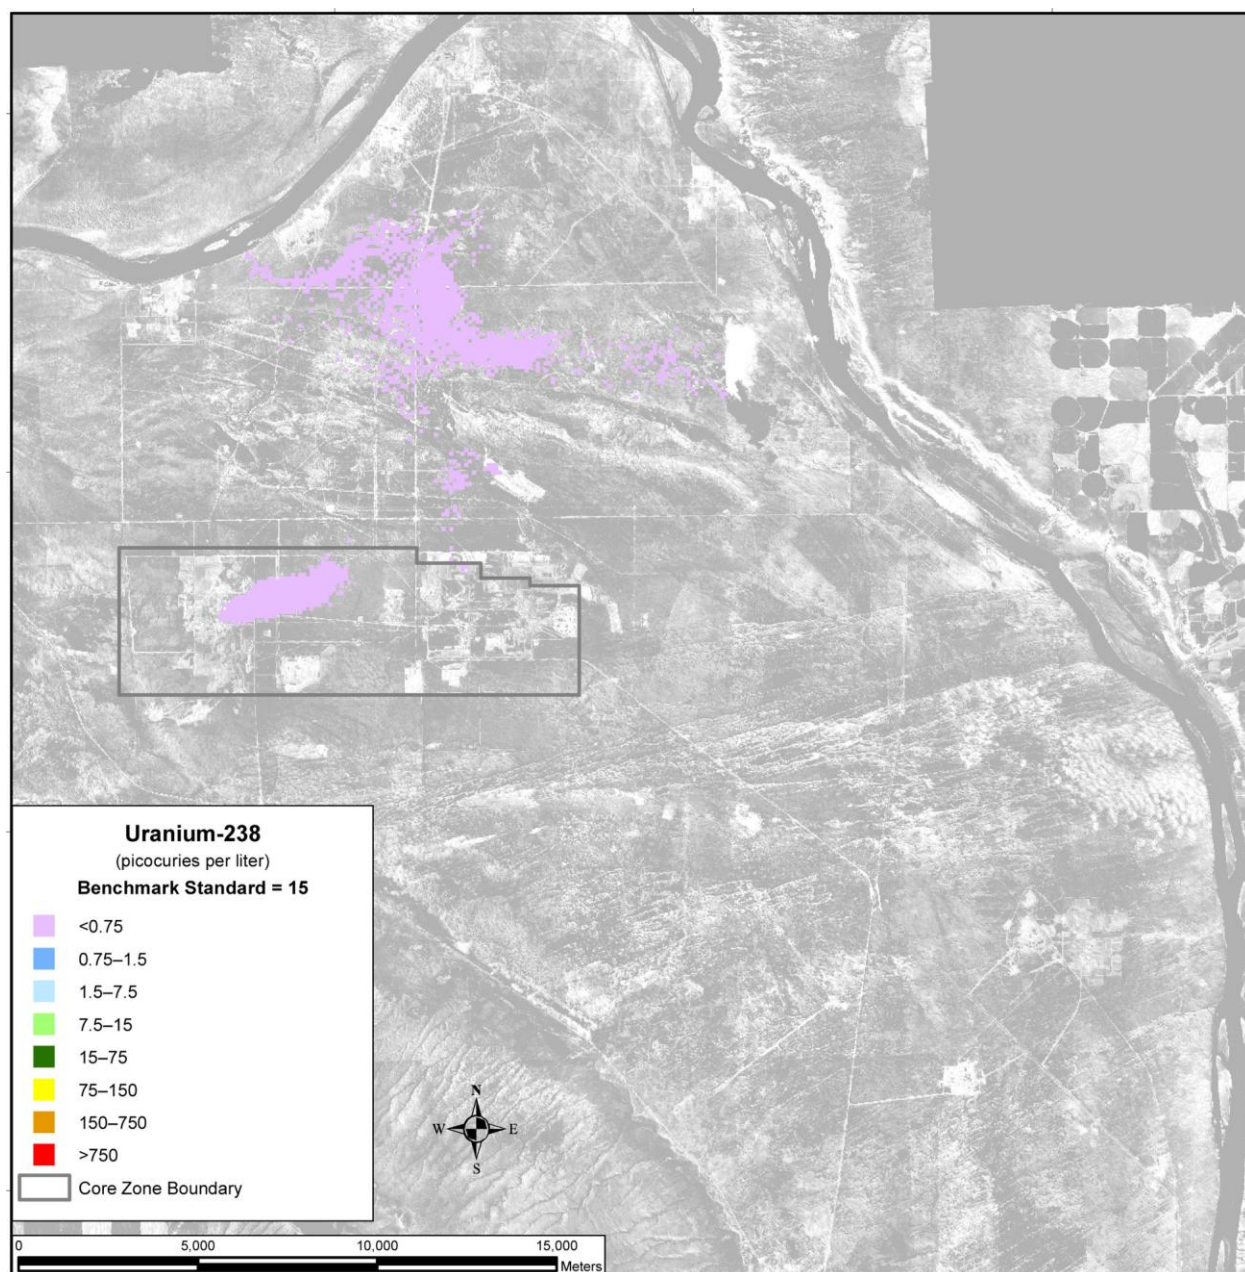 Uranium-238
(picocuries per liter)
Benchmark Standard = 15
<0.75
0.75–1.5
1.5–7.5
7.5–15
15–75
75–150
150–750
>750
Core Zone Boundary
N
W E
S
0 5,000 10,000 15,000
Meters